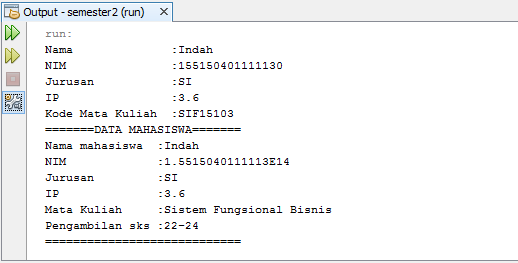 Output - semester2 (run)
run:
Nama              :Indah
NIM               :155150401111130
Jurusan           :SI
IP                :3.6
Kode Mata Kuliah  :SIF15103
=======DATA MAHASISWA=======
Nama mahasiswa  :Indah
NIM             :1.5515040111113E14
Jurusan         :SI
IP              :3.6
Mata Kuliah     :Sistem Fungsional Bisnis
Pengambilan sks :22-24
============================